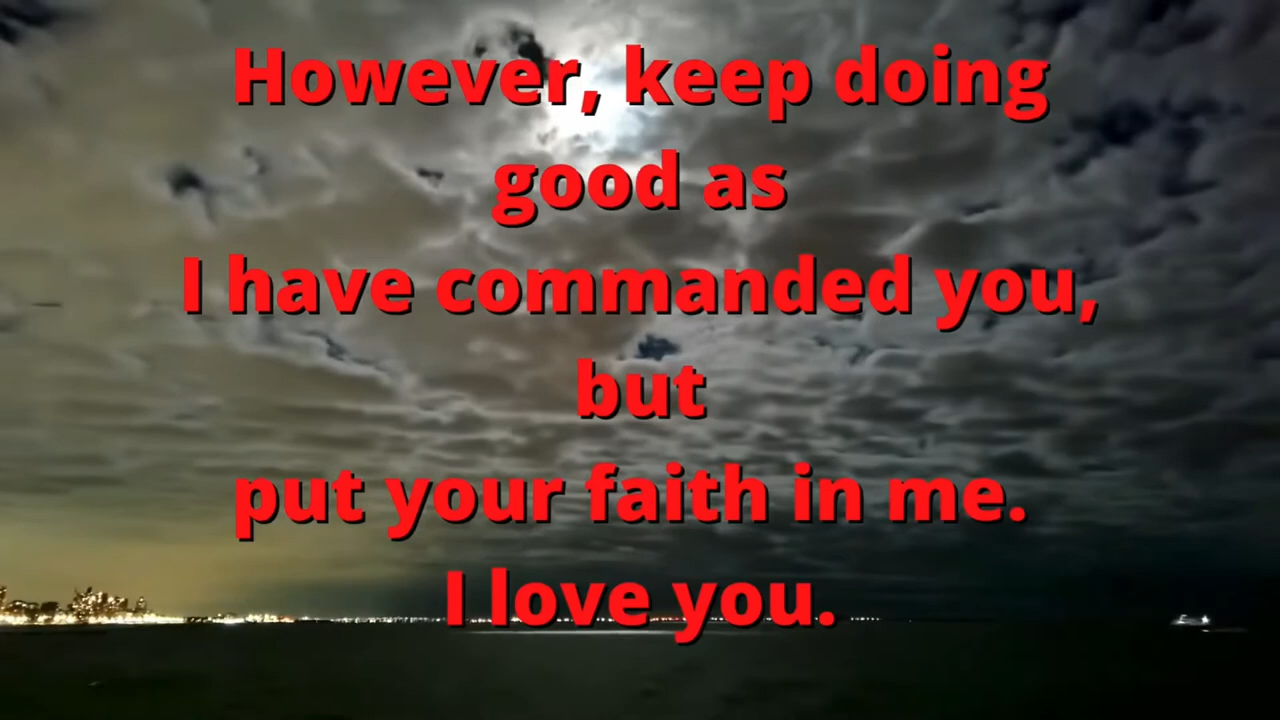 However, keep doing
good as
I have commanded you,
but
put your faith in me.
I love you.